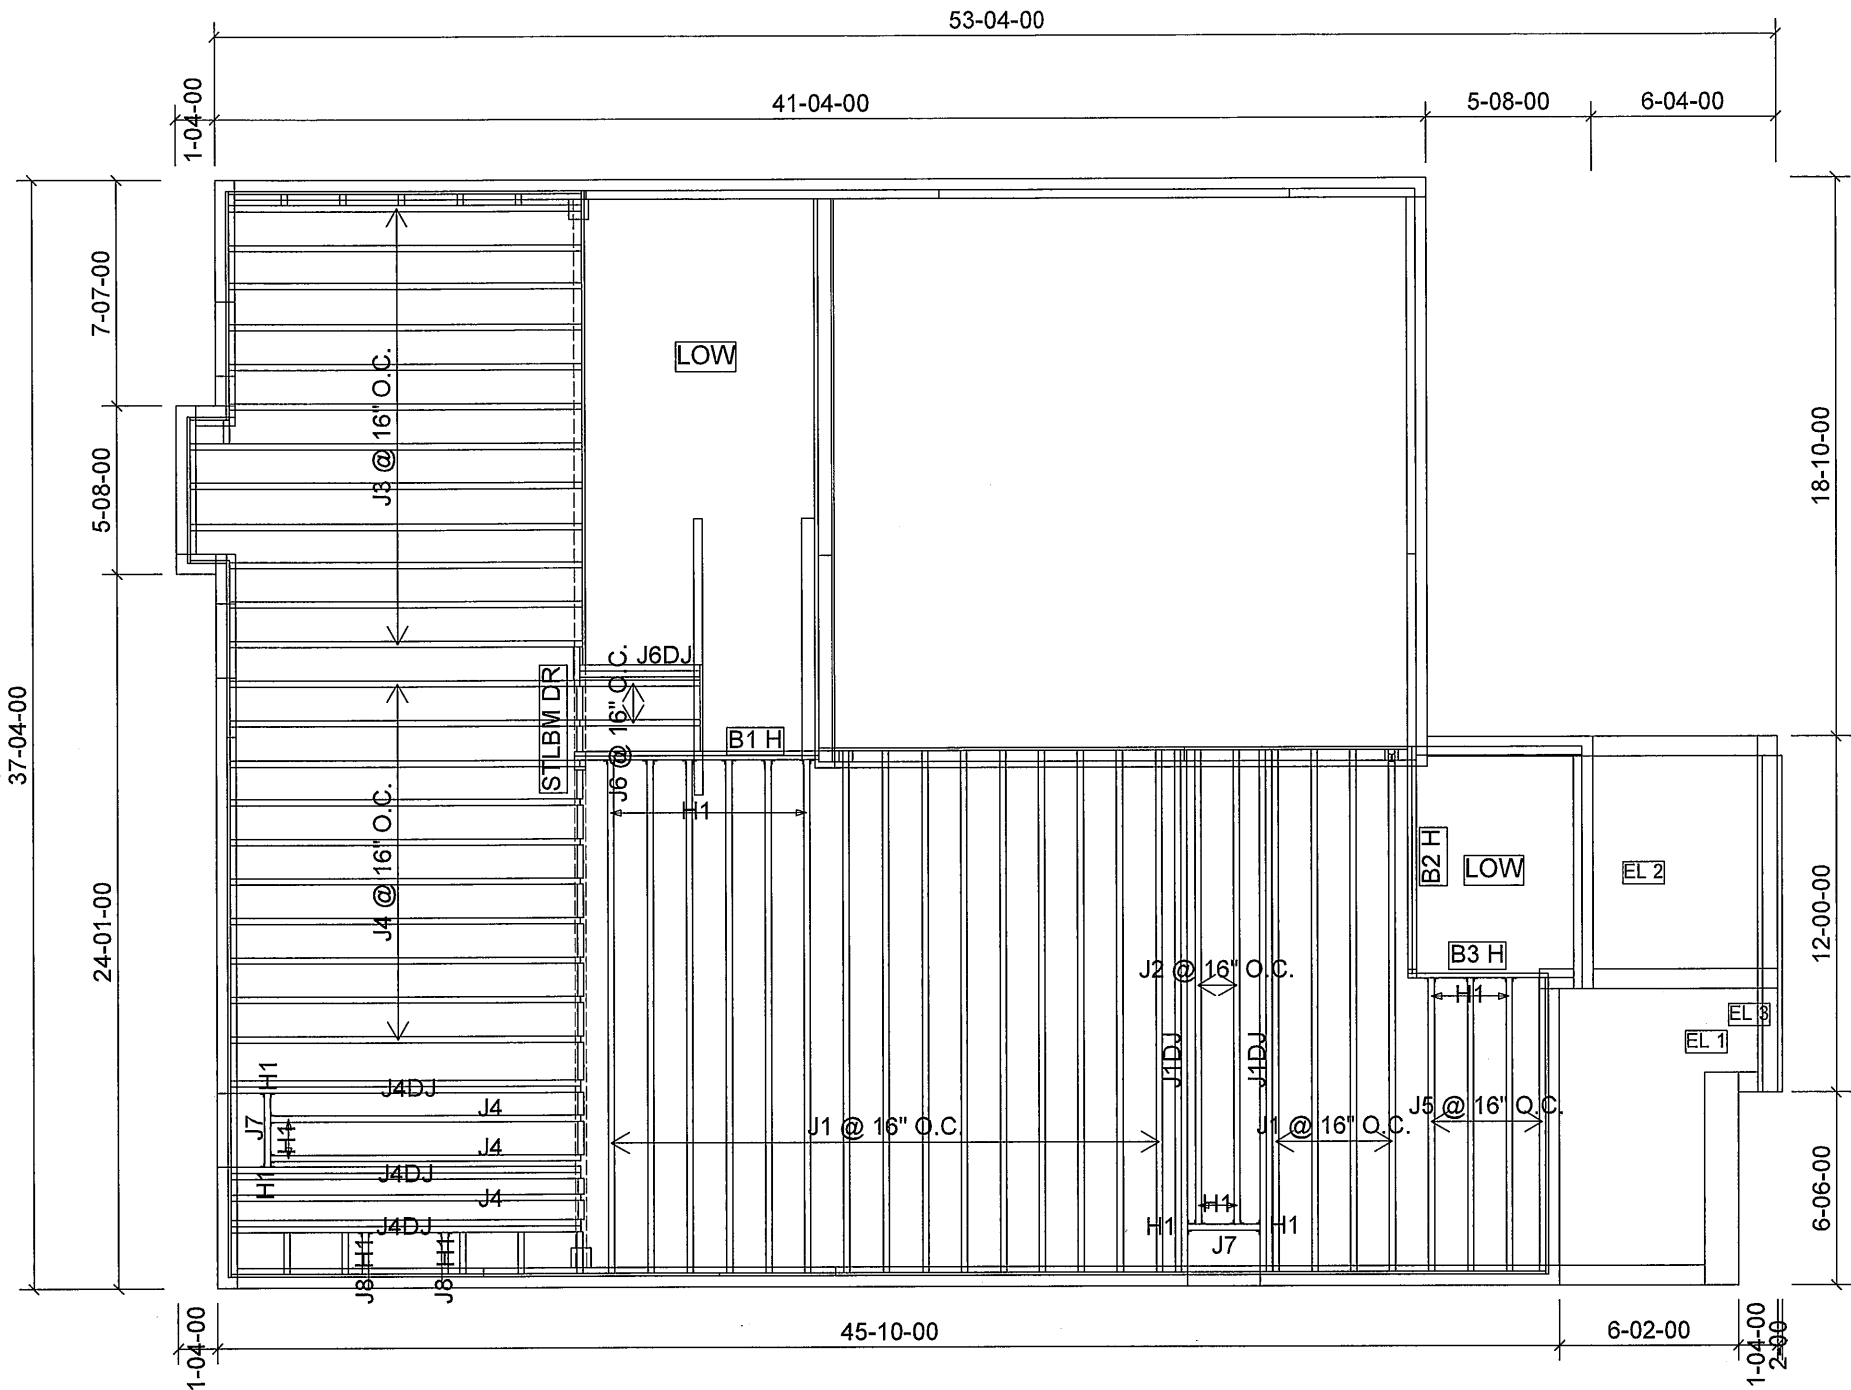 53-04-00
1-04-00
41-04-00
5-08-00
6-04-00
7-07-00
5-08-00
24-01-00
37-04-00
18-10-00
12-00-00
6-06-00
LOW
J3 @ 16" O.C.
J6DJ
J6 @ 16" O.C.
STLBM DR
B1 H
H1
J4 @ 16" O.C.
B2 H
LOW
EL 2
B3 H
H1
EL 3
EL 1
J2 @ 16" O.C.
J1DJ
J1DJ
J1 @ 16" O.C.
J1 @ 16" O.C.
J5 @ 16" O.C.
H1
J4DJ
J4
J7
H1
J4
J4DJ
H1
J4
J4DJ
H1
H1
J8
J8
H1
H1
H1
J7
1-04-00
45-10-00
6-02-00
1-04-00
2-00